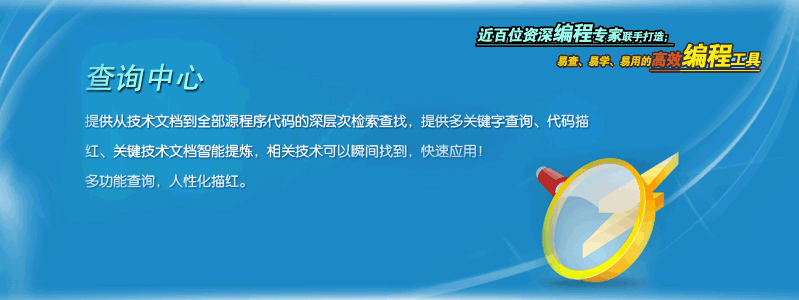 近百位资深编程专家联手打造；
易查、易学、易用的高效编程工具
查询中心
提供从技术文档到全部源程序代码的深层次检索查找，提供多关键字查询、代码描
红、关键技术文档智能提炼，相关技术可以瞬间找到，快速应用！
多功能查询，人性化描红。